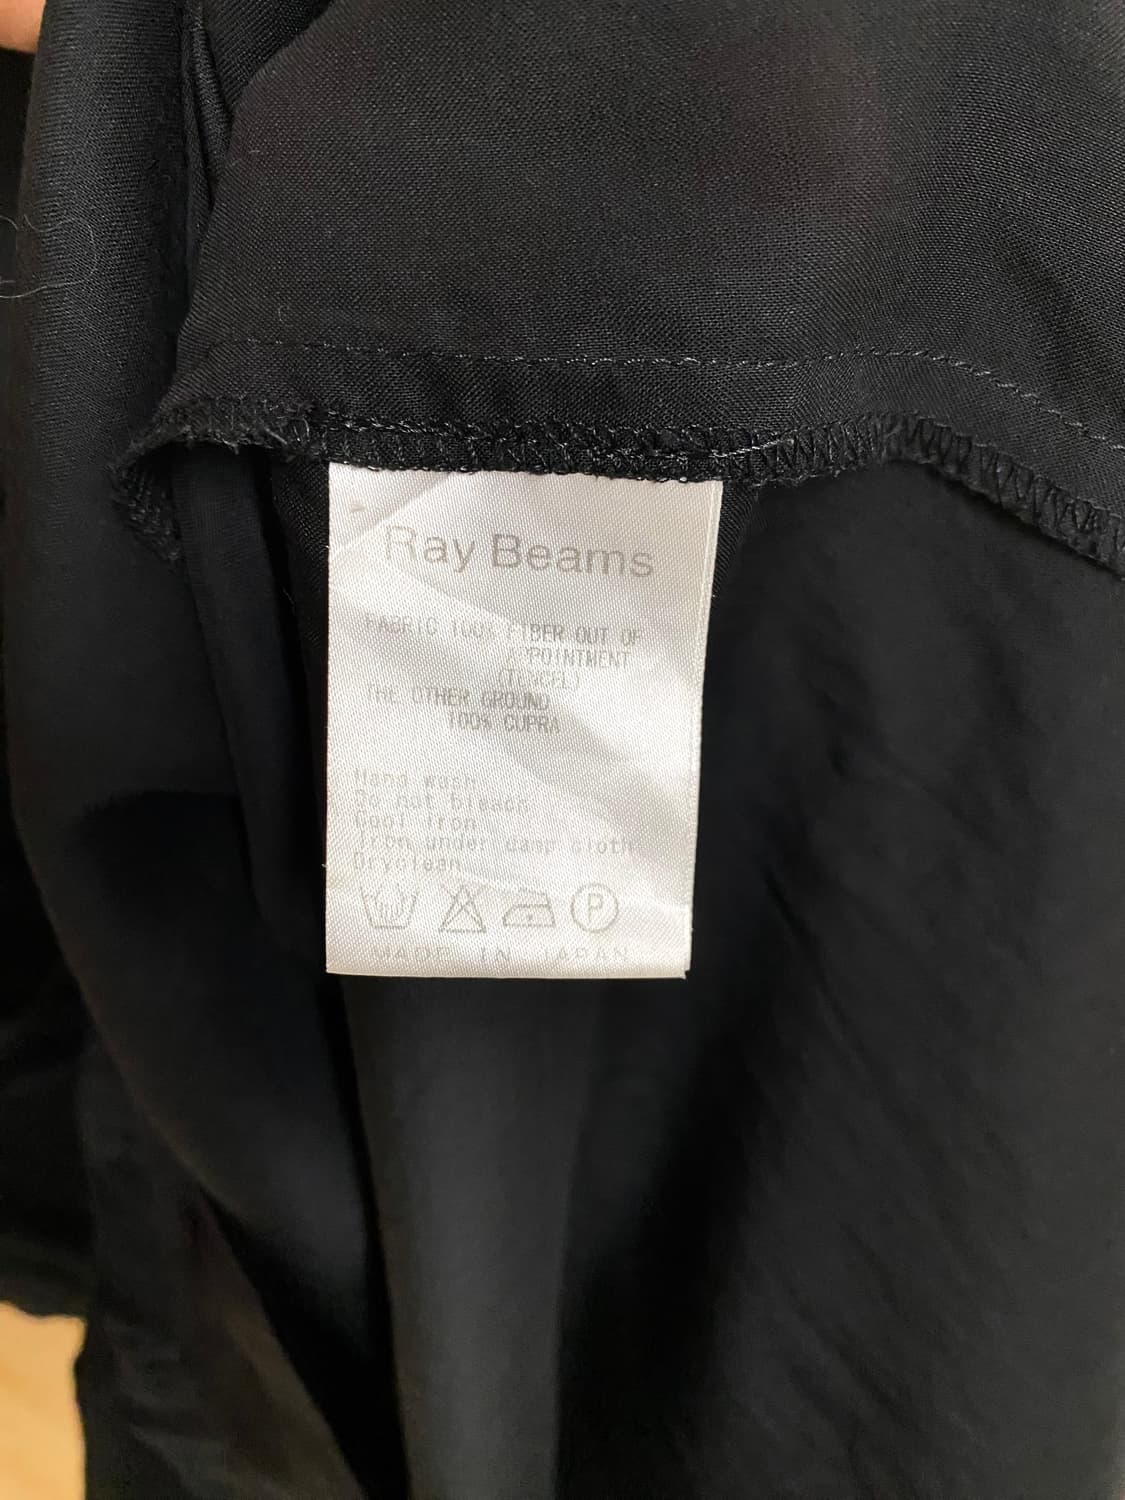 Ray Beams
FABRIC 100% FIBER OUT OF
APPOINTMENT
(TENCEL)
THE OTHER GROUND
100% CUPRA
Hand wash
Do not bleach
Cool iron
Iron under damp cloth
Dryclean
P
MADE IN JAPAN